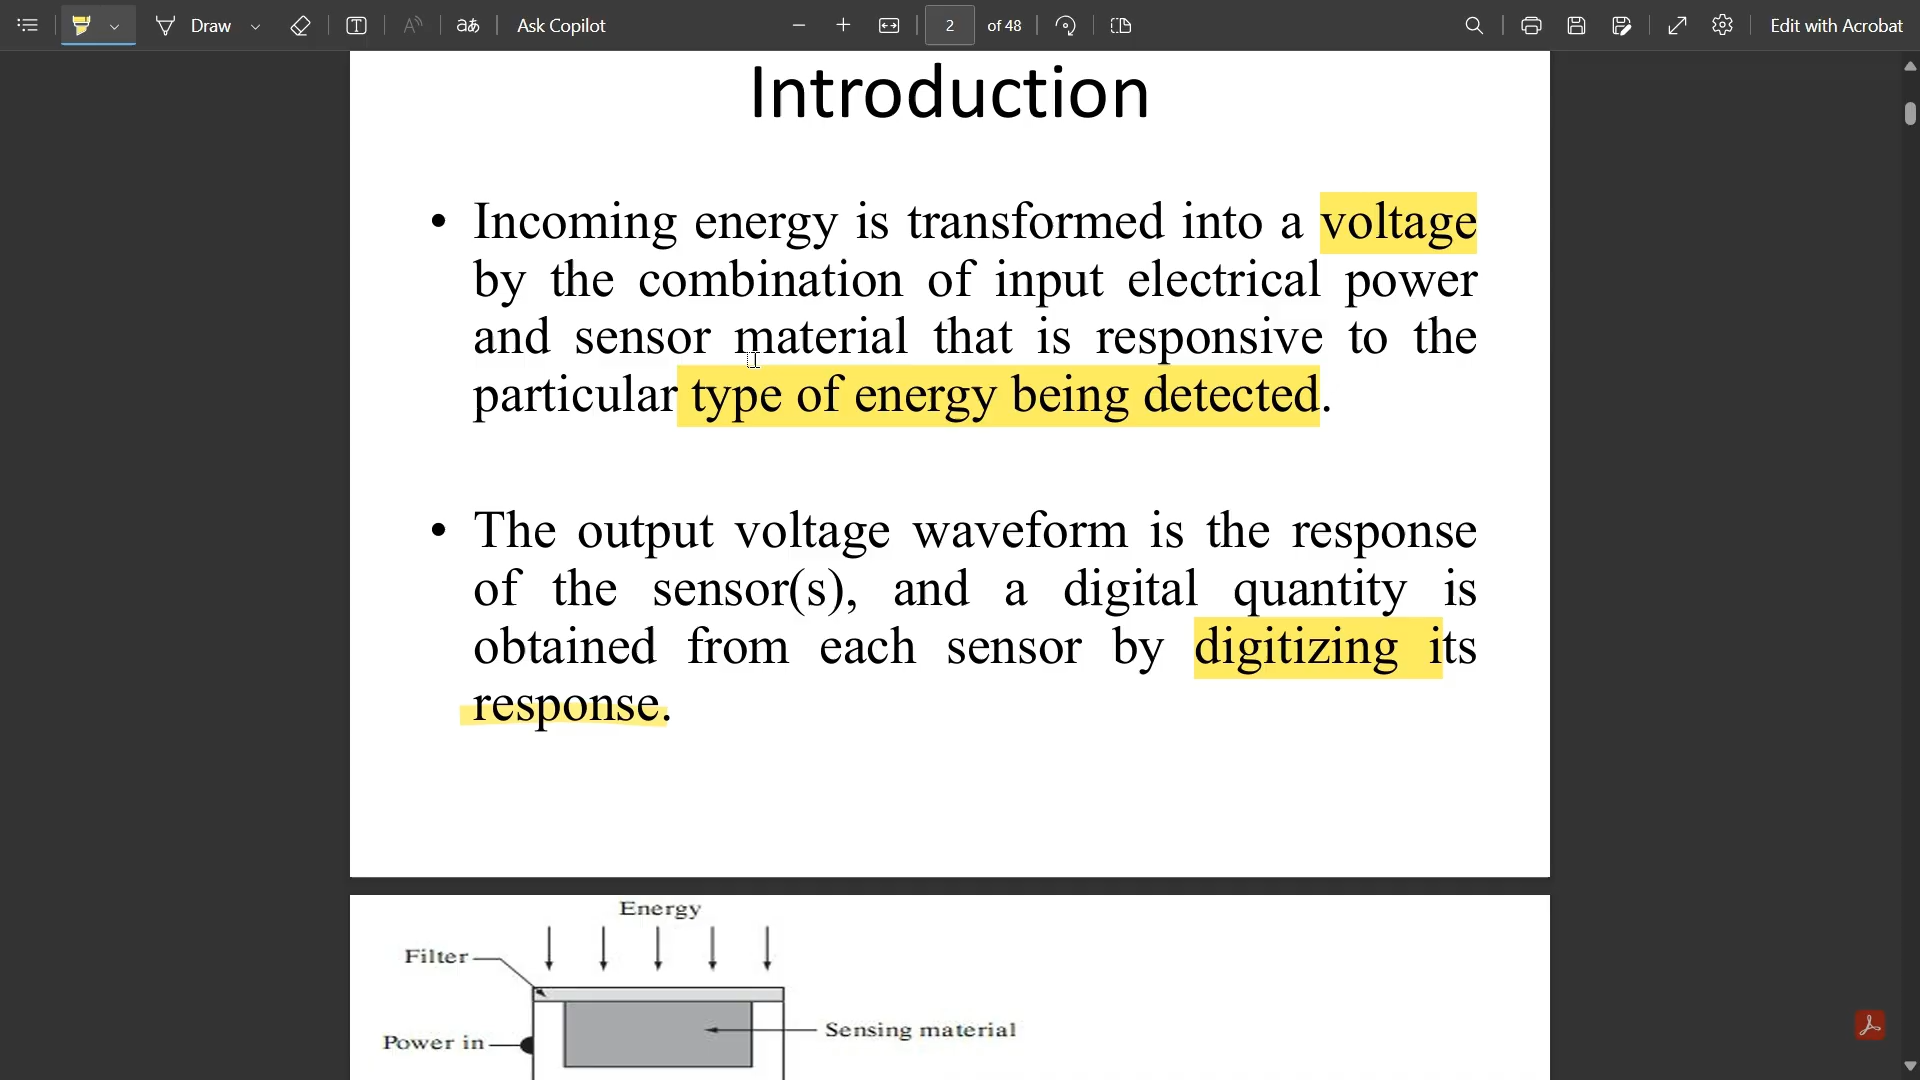 Draw
aあ
Ask Copilot
2 of 48
Edit with Acrobat
Introduction
• Incoming energy is transformed into a voltage
by the combination of input electrical power
and sensor material that is responsive to the
particular type of energy being detected.
• The output voltage waveform is the response
of the sensor(s), and a digital quantity is
obtained from each sensor by digitizing its
response.
Energy
Filter
Sensing material
Power in